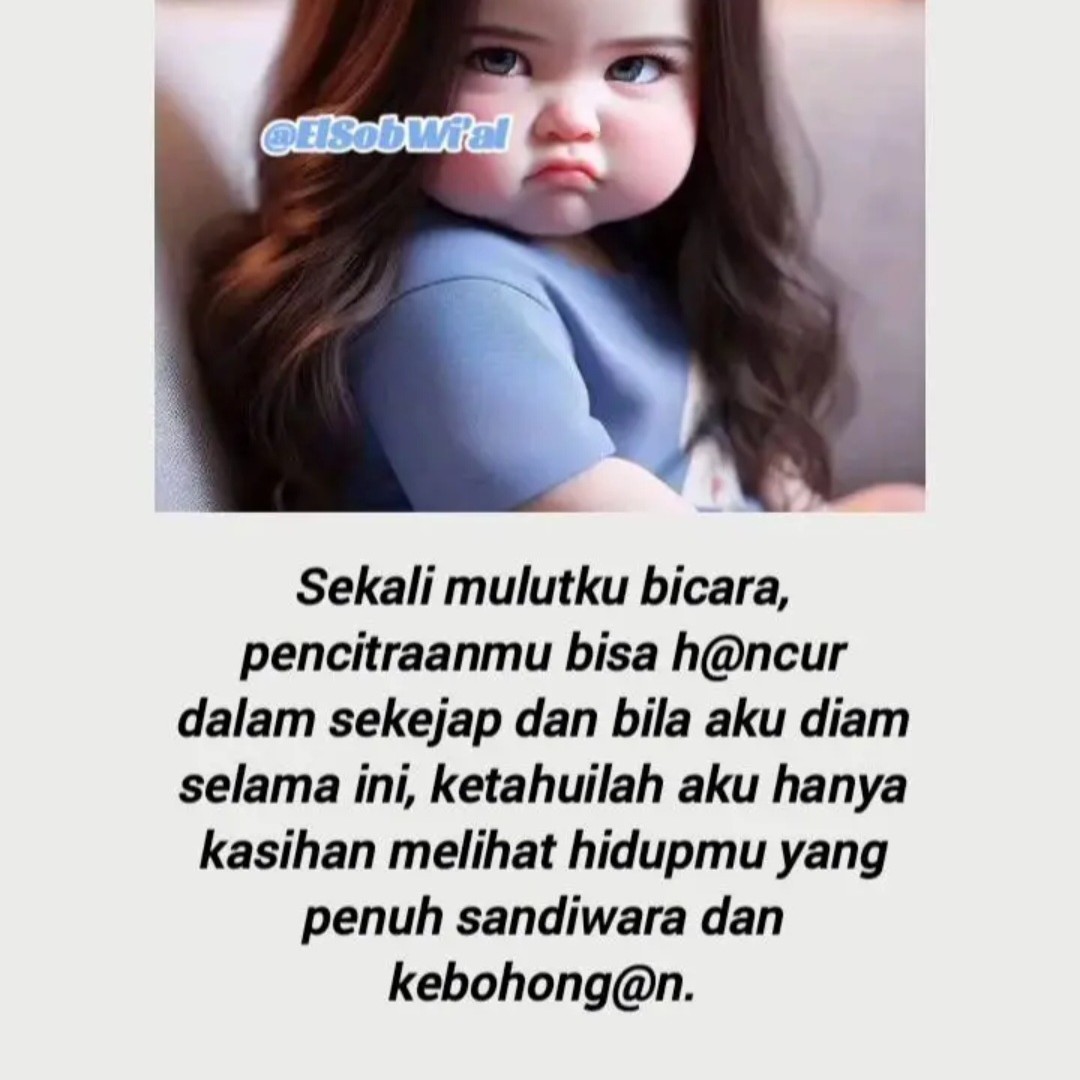 @ElSobWi'al
Sekali mulutku bicara,
pencitraanmu bisa h@ncur
dalam sekejap dan bila aku diam
selama ini, ketahuilah aku hanya
kasihan melihat hidupmu yang
penuh sandiwara dan
kebohong@n.